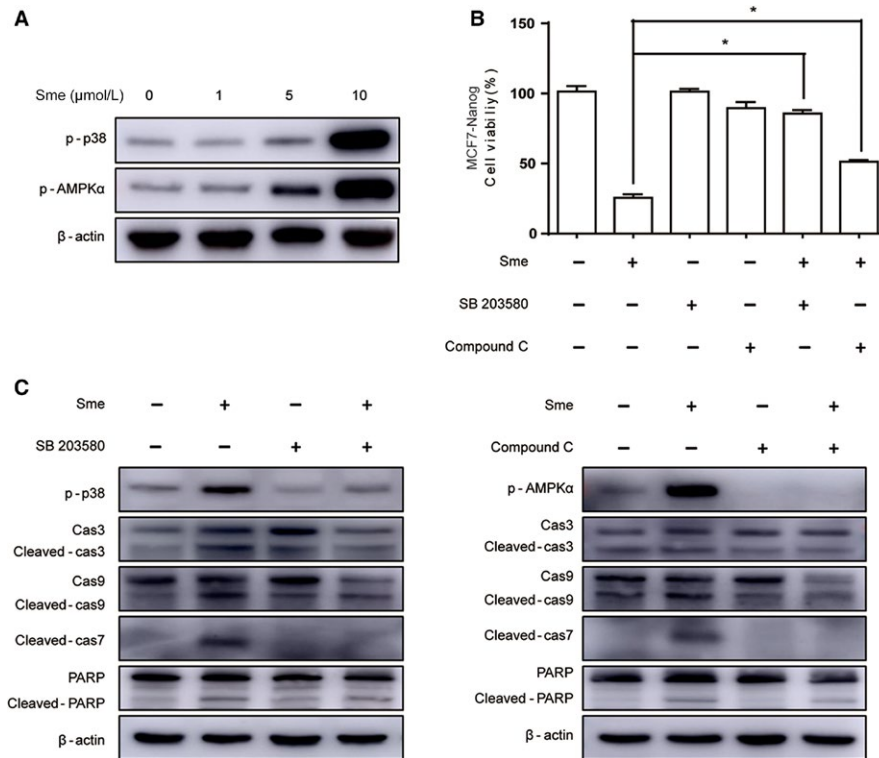 A
Sme (μmol/L) 0 1 5 10
p-p38
p-AMPKα
β-actin
B
MCF7-Nanog
Cell viabiliy(%)
150
100
50
0
* 
*
Sme − + − − + +
SB 203580 − − + − + −
Compound C − − − + − +
C
Sme − + − +
SB 203580 − − + +
p-p38
Cas3
Cleaved-cas3
Cas9
Cleaved-cas9
Cleaved-cas7
PARP
Cleaved-PARP
β-actin
Sme − + − +
Compound C − − + +
p-AMPKα
Cas3
Cleaved-cas3
Cas9
Cleaved-cas9
Cleaved-cas7
PARP
Cleaved-PARP
β-actin